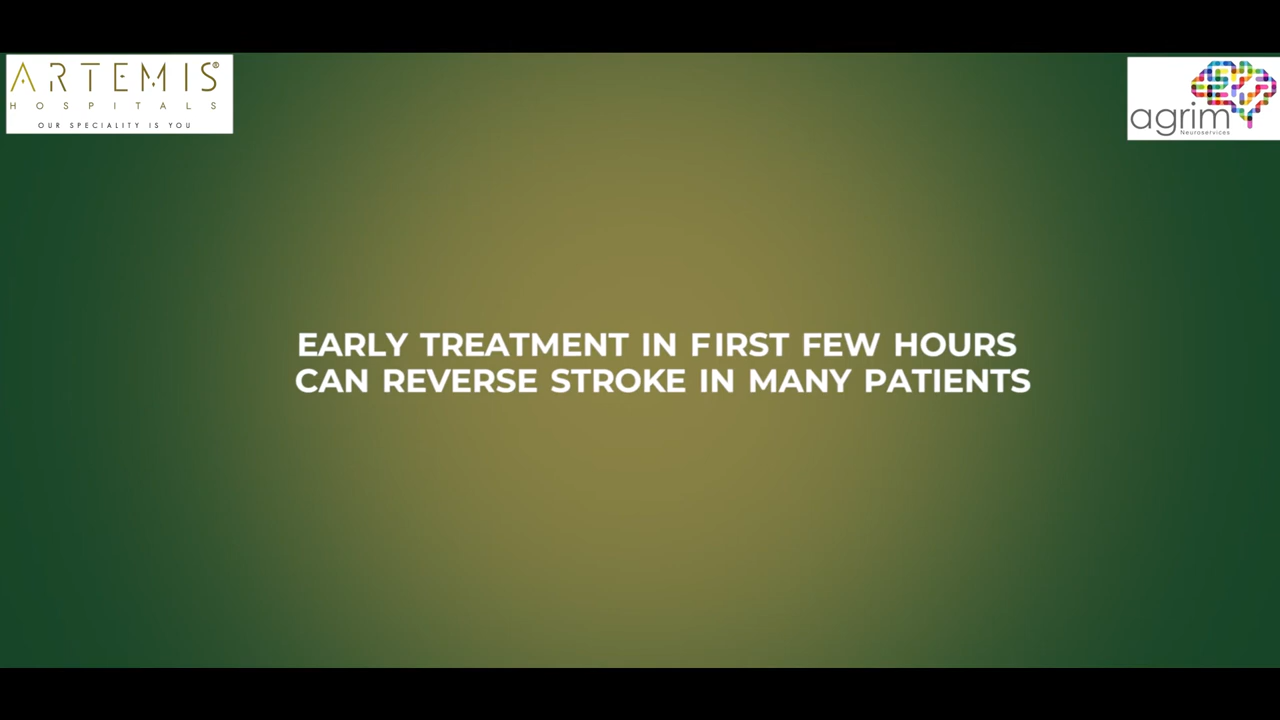 ARTEMIS®
HOSPITALS
OUR SPECIALITY IS YOU
agrim
Neuroservices
EARLY TREATMENT IN FIRST FEW HOURS
CAN REVERSE STROKE IN MANY PATIENTS